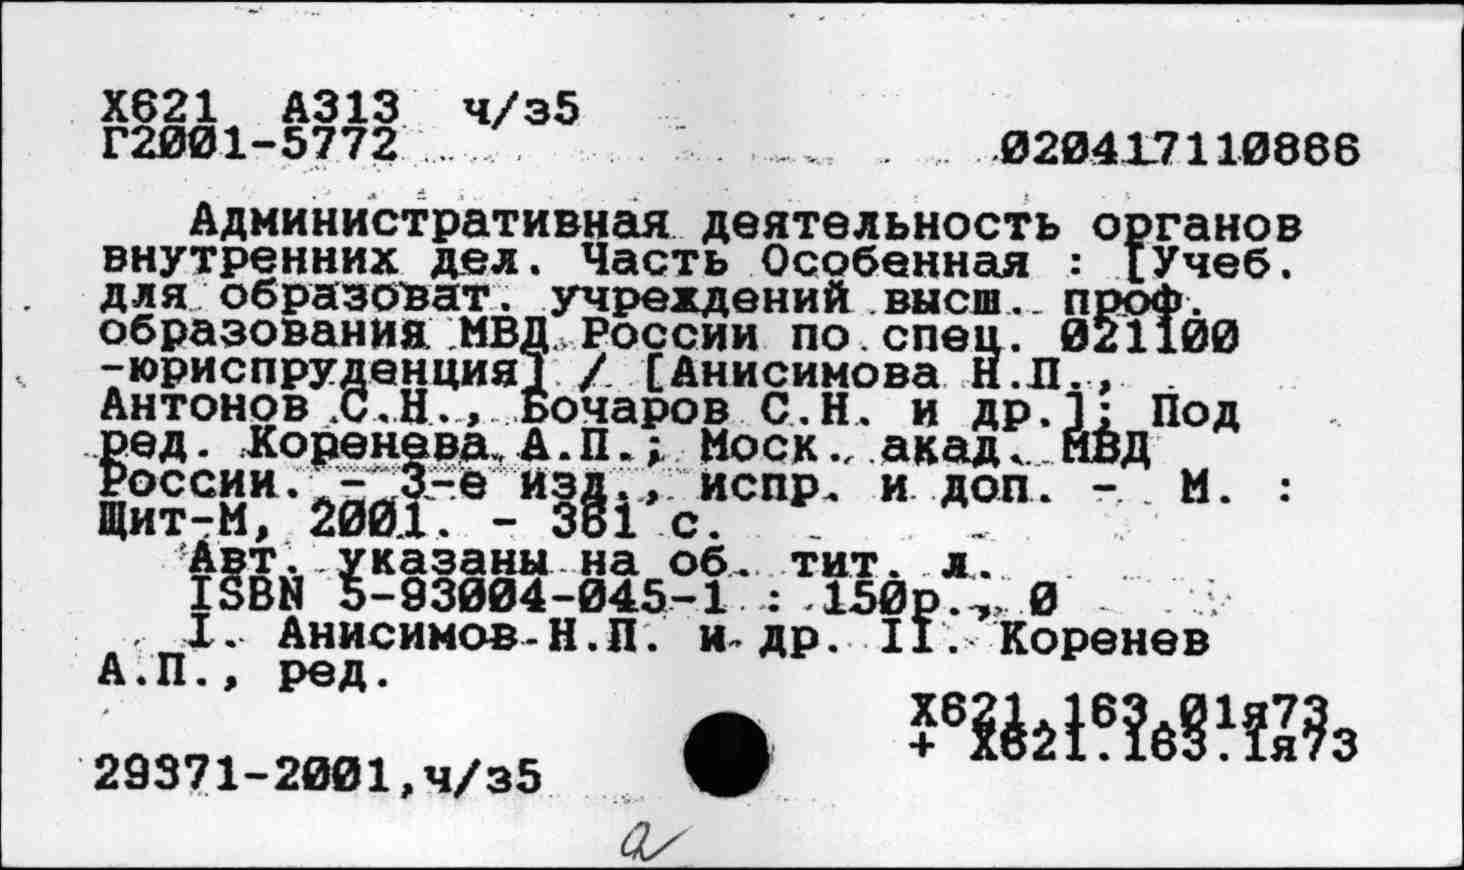 Х621 А313 ч/з5
Г2001-5772 020417110866
Административная деятельность органов
внутренних дел. Часть Особенная : [Учеб.
для образоват. учреждений высш. проф.
образования МВД России по спец. 021100
-юриспруденция] / [Анисимова Н.П.,
Антонов С.Н., Бочаров С.Н. и др.]; Под
ред. Коренева А.П.; Моск. акад. МВД
России. - 3-е изд., испр. и доп. - М. :
Щит-М, 2001. - 361 с.
Авт. указаны на об. тит. л.
ISBN 5-93004-045-1 : 150р., 0
I. Анисимов Н.П. и др. II. Коренев
А.П., ред.
Х621.163.01я73
+ Х621.163.1я73
29371-2001,ч/з5